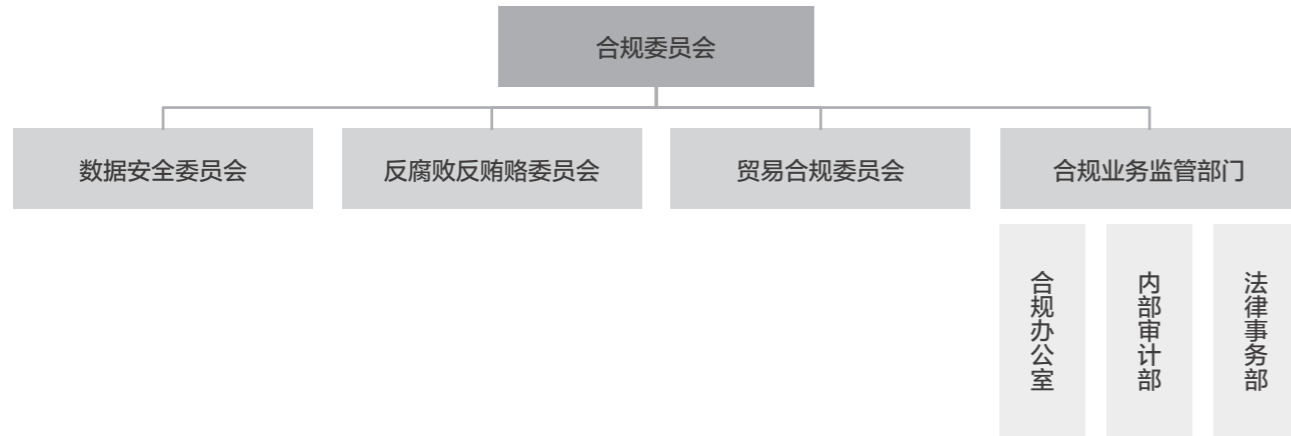 合规委员会
数据安全委员会
反腐败反贿赂委员会
贸易合规委员会
合规业务监管部门
合规办公室
内部审计部
法律事务部